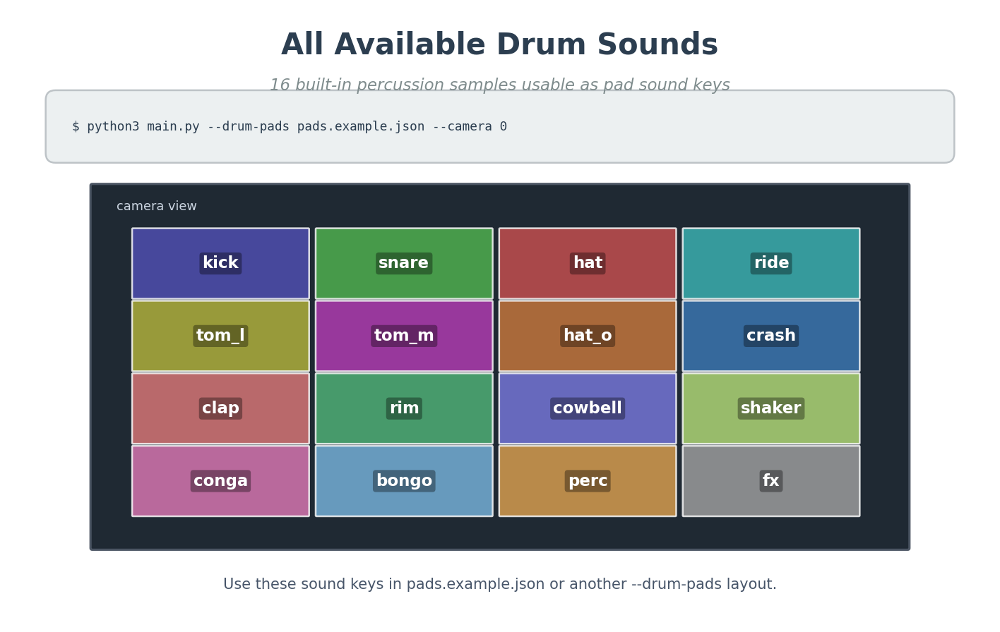 All Available Drum Sounds
16 built-in percussion samples usable as pad sound keys
$ python3 main.py --drum-pads pads.example.json --camera 0
camera view
kick snare hat ride
tom_l tom_m hat_o crash
clap rim cowbell shaker
conga bongo perc fx
Use these sound keys in pads.example.json or another --drum-pads layout.